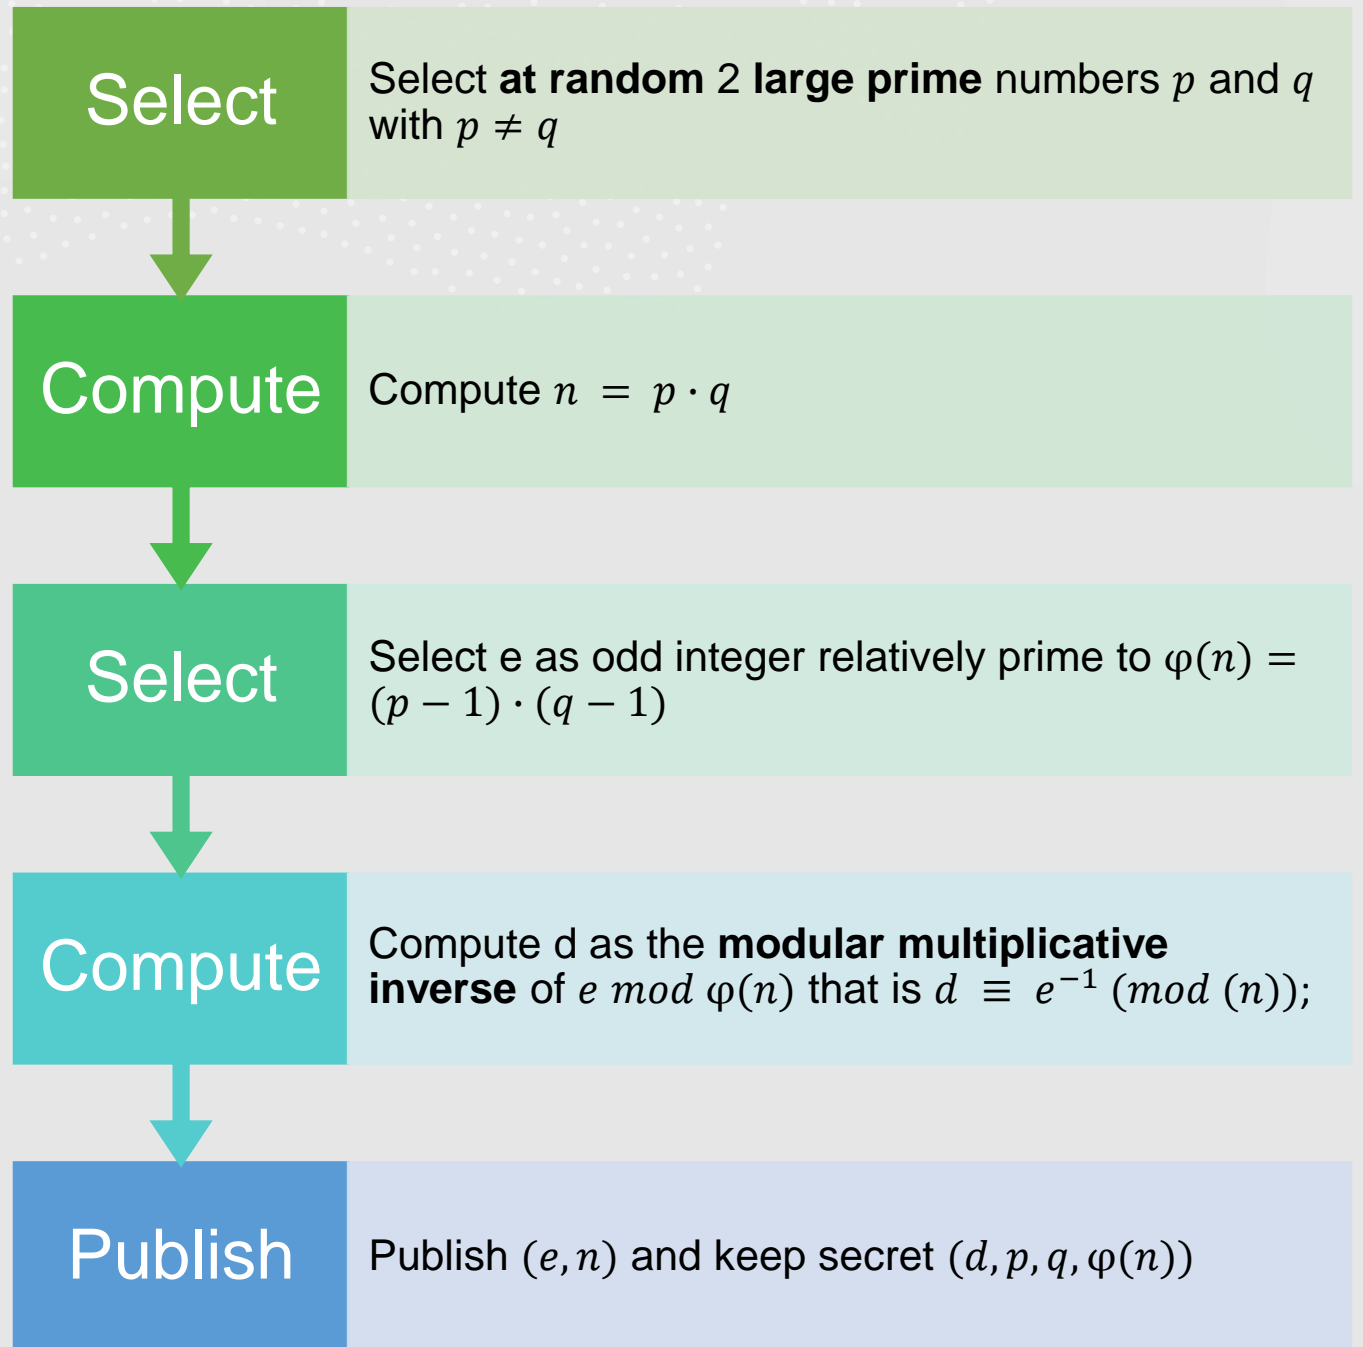 Select
Select at random 2 large prime numbers p and q
with p ≠ q
Compute
Compute n = p · q
Select
Select e as odd integer relatively prime to φ(n) =
(p − 1) · (q − 1)
Compute
Compute d as the modular multiplicative
inverse of e mod φ(n) that is d ≡ e⁻¹ (mod (n));
Publish
Publish (e, n) and keep secret (d, p, q, φ(n))